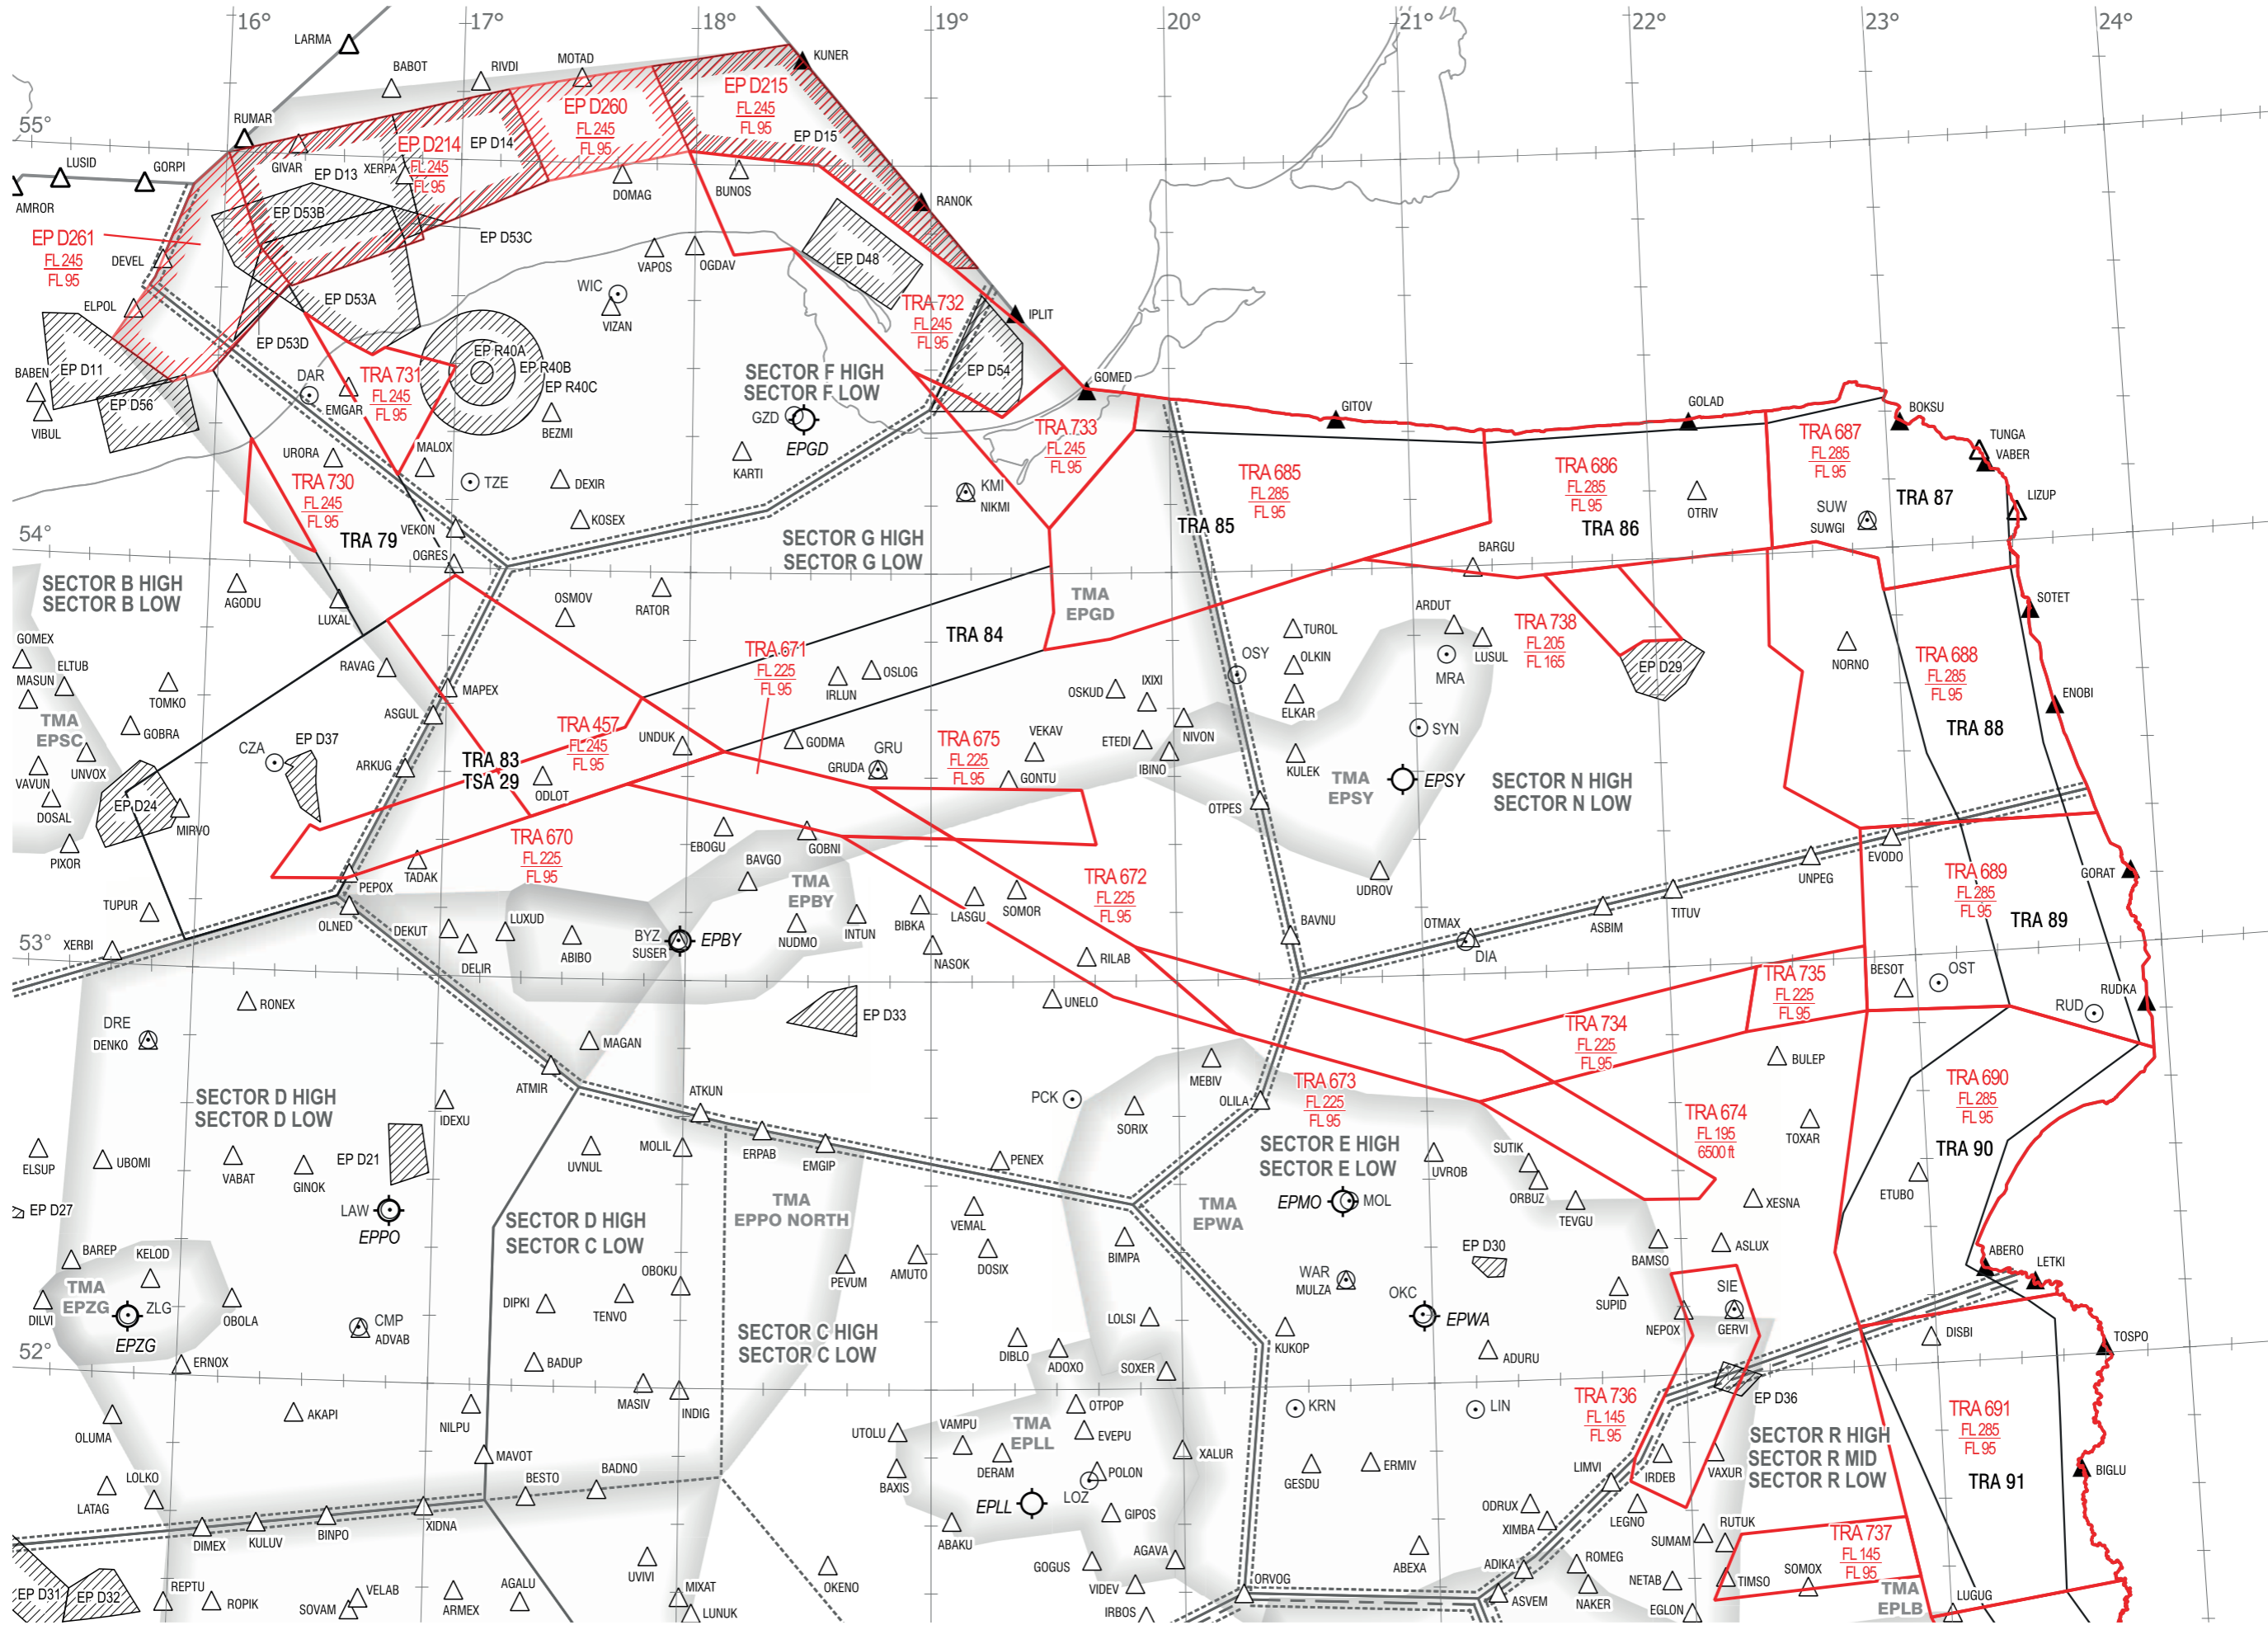 16°
17°
18°
19°
20°
21°
22°
23°
24°
LARMA
BABOT
RIVDI
MOTAD
KUNER
EP D215
FL 245
FL 95
EP D260
FL 245
FL 95
EP D15
55°
RUMAR
EP D214
FL 245
FL 95
EP D14
LUSID
GORPI
GIVAR
EP D13
XERPA
AMROR
DOMAG
BUNOS
RANOK
EP D53B
EP D53C
EP D261
FL 245
FL 95
DEVEL
VAPOS
OGDAV
EP D48
WIC
VIZAN
EP D53A
ELPOL
TRA 732
FL 245
FL 95
IPLIT
EP D53D
EP R40A
EP R40B
EP R40C
EP D11
BABEN
VIBUL
EP D56
DAR
EMGAR
TRA 731
FL 245
FL 95
SECTOR F HIGH
SECTOR F LOW
EP D54
GOMED
BEZMI
GZD
EPGD
GITOV
GOLAD
BOKSU
TUNGA
VABER
LIZUP
URORA
MALOX
TRA 730
FL 245
FL 95
TZE
DEXIR
KARTI
TRA 733
FL 245
FL 95
KMI
NIKMI
TRA 685
FL 285
FL 95
TRA 686
FL 285
FL 95
OTRIV
TRA 687
FL 285
FL 95
TRA 87
SUW
SUWGI
KOSEX
VEKON
TRA 79
OGRES
SECTOR G HIGH
SECTOR G LOW
TRA 85
TRA 86
54°
BARGU
SECTOR B HIGH
SECTOR B LOW
AGODU
LUXAL
OSMOV
RATOR
TMA
EPGD
ARDUT
TRA 738
FL 205
FL 165
SOTET
GOMEX
ELTUB
MASUN
TOMKO
RAVAG
TRA 671
FL 225
FL 95
TRA 84
TUROL
OSY
OLKIN
LUSUL
MRA
EP D29
NORNO
TRA 688
FL 285
FL 95
MAPEX
IRLUN
OSLOG
OSKUD
IXIXI
ELKAR
ENOBI
TMA
EPSC
GOBRA
ASGUL
TRA 457
FL 245
FL 95
UNDUK
GODMA
GRU
GRUDA
TRA 675
FL 225
FL 95
VEKAV
ETEDI
NIVON
SYN
TRA 88
UNVOX
CZA
EP D37
ARKUG
TRA 83
TSA 29
ODLOT
GONTU
IBINO
KULEK
TMA
EPSY
EPSY
SECTOR N HIGH
SECTOR N LOW
VAVUN
DOSAL
EP D24
MIRVO
OTPES
PIXOR
TRA 670
FL 225
FL 95
EBOGU
GOBNI
BAVGO
TMA
EPBY
EVODO
UNPEG
TADAK
PEPOX
UDROV
GORAT
TRA 689
FL 285
FL 95
TRA 672
FL 225
FL 95
TUPUR
OLNED
DEKUT
LUXUD
NUDMO
INTUN
BIBKA
LASGU
SOMOR
TITUV
ASBIM
TRA 89
BAVNU
OTMAX
DIA
53°
XERBI
DELIR
ABIBO
BYZ
SUSER
EPBY
NASOK
RILAB
TRA 735
FL 225
FL 95
BESOT
OST
RUD
RUDKA
RONEX
EP D33
UNELO
DRE
DENKO
MAGAN
TRA 734
FL 225
FL 95
BULEP
ATMIR
MEBIV
SECTOR D HIGH
SECTOR D LOW
IDEXU
ATKUN
PCK
OLILA
TRA 673
FL 225
FL 95
TRA 690
FL 285
FL 95
SORIX
TRA 674
FL 195
6500 ft
TOXAR
ELSUP
UBOMI
VABAT
GINOK
EP D21
UVNUL
MOLIL
ERPAB
EMGIP
PENEX
SECTOR E HIGH
SECTOR E LOW
UVROB
SUTIK
TRA 90
ETUBO
EP D27
LAW
EPPO
SECTOR D HIGH
SECTOR C LOW
TMA
EPPO NORTH
VEMAL
TMA
EPWA
EPMO
MOL
ORBUZ
TEVGU
XESNA
BAREP
KELOD
OBOKU
PEVUM
AMUTO
DOSIX
BIMPA
EP D30
BAMSO
ASLUX
ABERO
LETKI
TMA
EPZG
DILVI
ZLG
EPZG
OBOLA
CMP
ADVAB
DIPKI
TENVO
WAR
MULZA
OKC
EPWA
SUPID
SIE
NEPOX
GERVI
DISBI
TOSPO
52°
ERNOX
BADUP
SECTOR C HIGH
SECTOR C LOW
LOLSI
DIBLO
ADOXO
SOXER
KUKOP
ADURU
EP D36
OLUMA
AKAPI
NILPU
MASIV
INDIG
OTPOP
EVEPU
KRN
LIN
TRA 736
FL 145
FL 95
TRA 691
FL 285
FL 95
UTOLU
VAMPU
TMA
EPLL
DERAM
XALUR
SECTOR R HIGH
SECTOR R MID
SECTOR R LOW
MAVOT
LOLKO
LATAG
BESTO
BADNO
BAXIS
POLON
LOZ
GESDU
ERMIV
LIMVI
IRDEB
VAXUR
TRA 91
BIGLU
EPLL
GIPOS
ODRUX
XIMBA
LEGNO
DIMEX
KULUV
BINPO
XIDNA
ABAKU
SUMAM
RUTUK
TRA 737
FL 145
FL 95
UVIVI
OKENO
GOGUS
AGAVA
ABEXA
ADIKA
ROMEG
EP D31
EP D32
REPTU
ROPIK
VELAB
SOVAM
ARMEX
AGALU
MIXAT
LUNUK
VIDEV
IRBOS
ORVOG
ASVEM
NAKER
NETAB
EGLON
TIMSO
SOMOX
TMA
EPLB
LUGUG